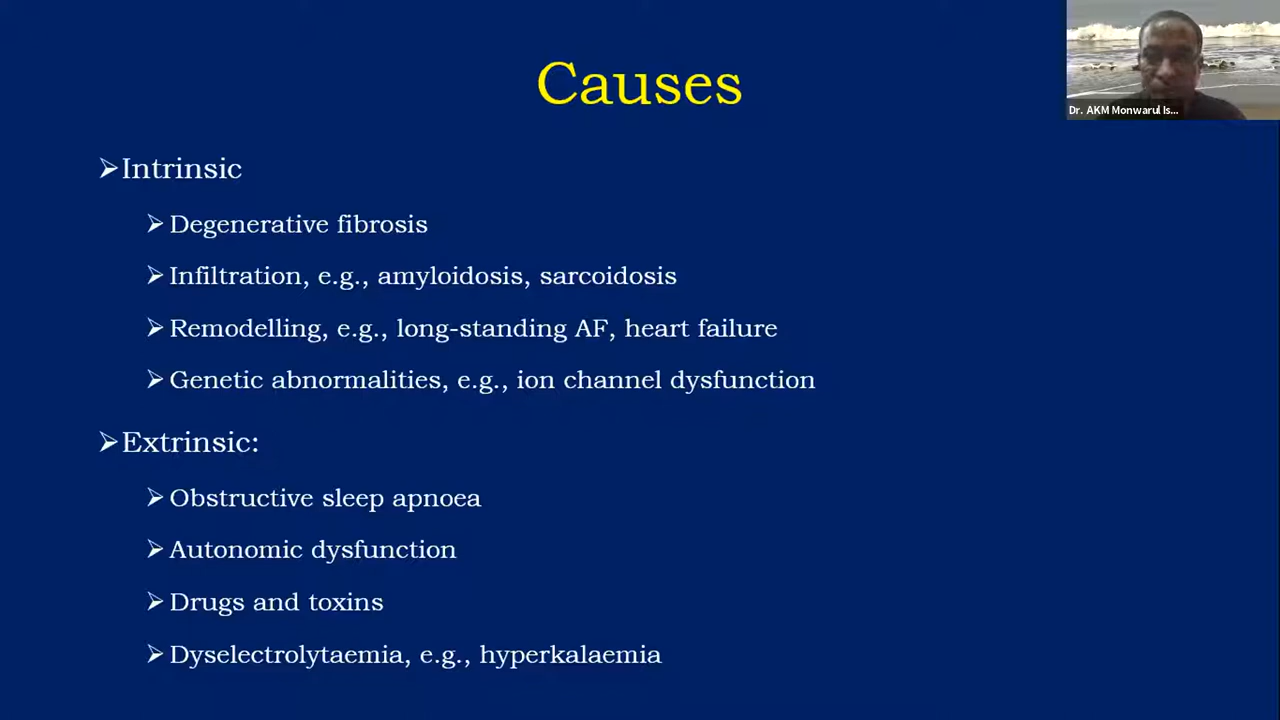 Causes
Dr. AKM Monwarul Is...
➢Intrinsic
➢Degenerative fibrosis
➢Infiltration, e.g., amyloidosis, sarcoidosis
➢Remodelling, e.g., long-standing AF, heart failure
➢Genetic abnormalities, e.g., ion channel dysfunction
➢Extrinsic:
➢Obstructive sleep apnoea
➢Autonomic dysfunction
➢Drugs and toxins
➢Dyselectrolytaemia, e.g., hyperkalaemia